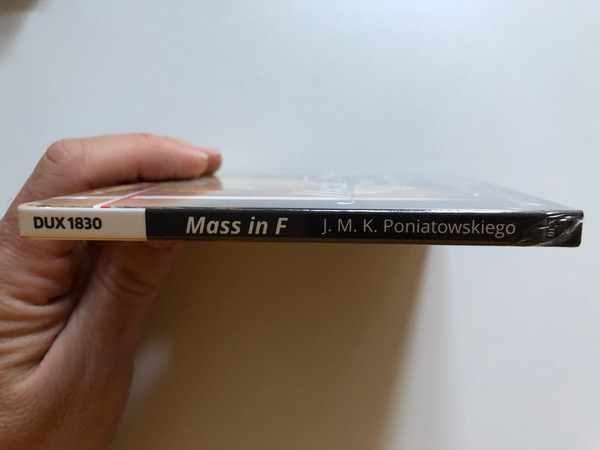 DUX 1830 Mass in F J. M. K. Poniatowskiego